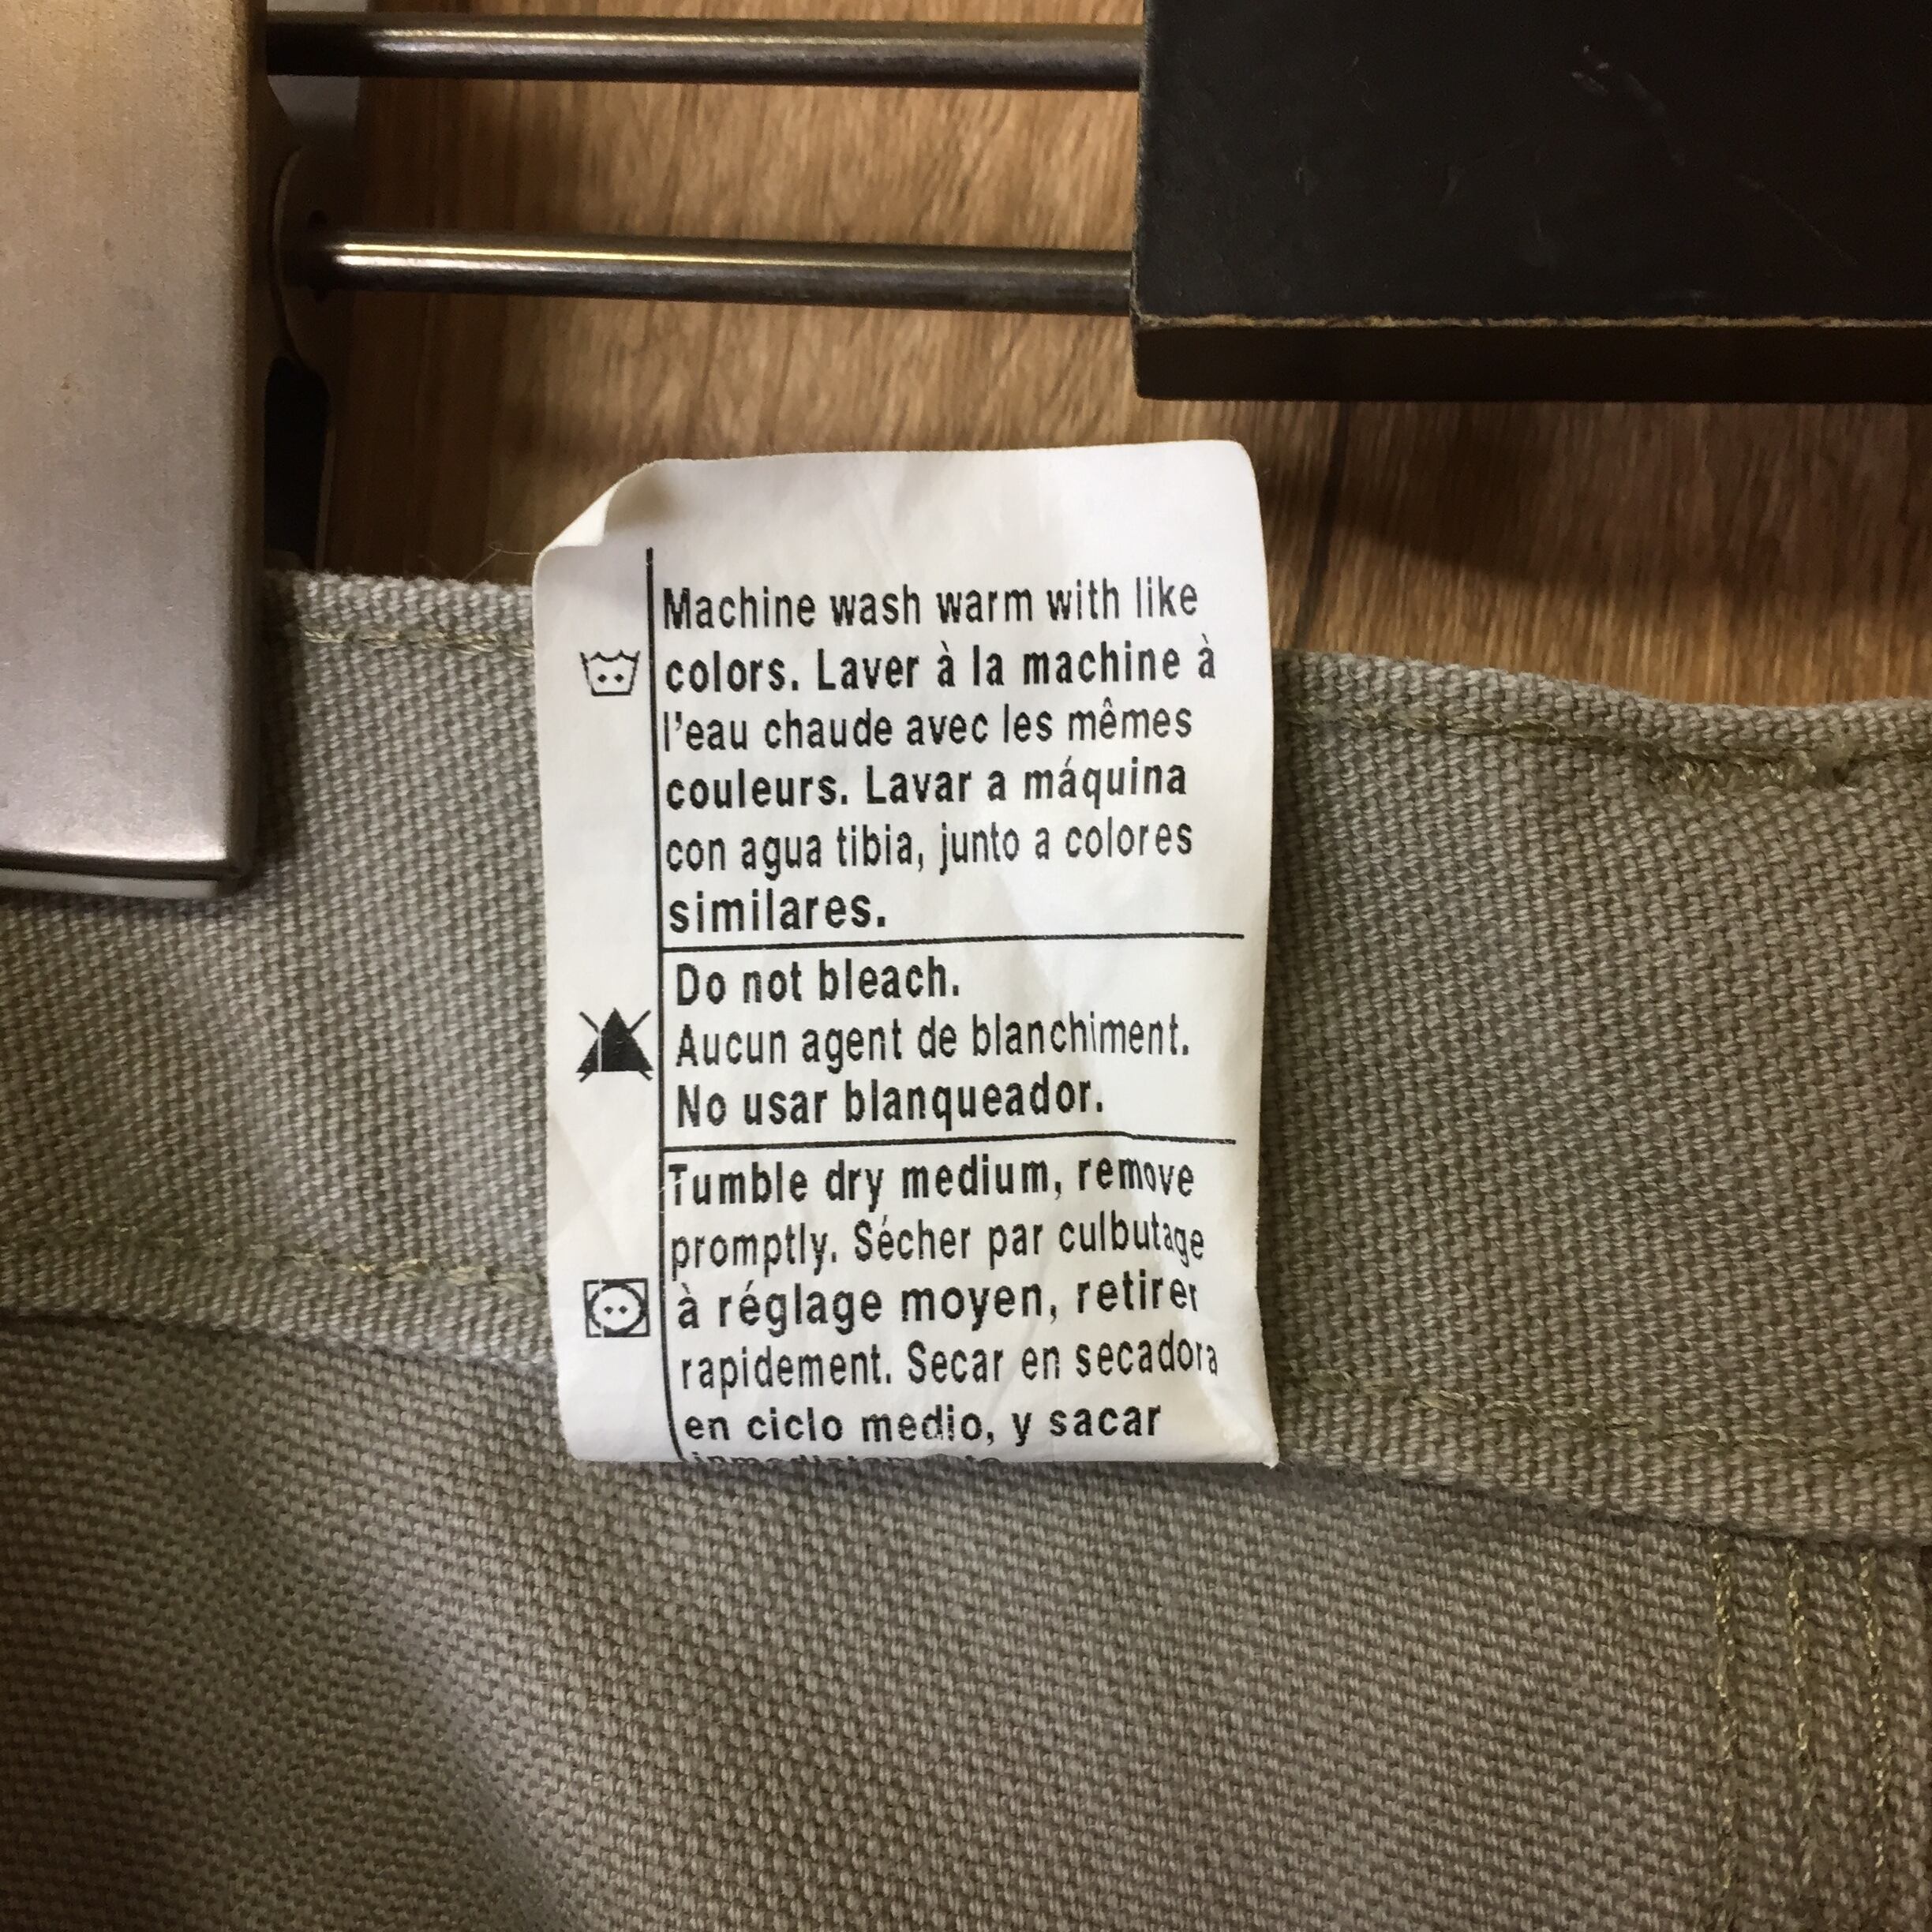 Machine wash warm with like
colors. Laver à la machine à
l'eau chaude avec les mêmes
couleurs. Lavar a máquina
con agua tibia, junto a colores
similares.
Do not bleach.
Aucun agent de blanchiment.
No usar blanqueador.
Tumble dry medium, remove
promptly. Sécher par culbutage
à réglage moyen, retirer
rapidement. Secar en secadora
en ciclo medio, y sacar